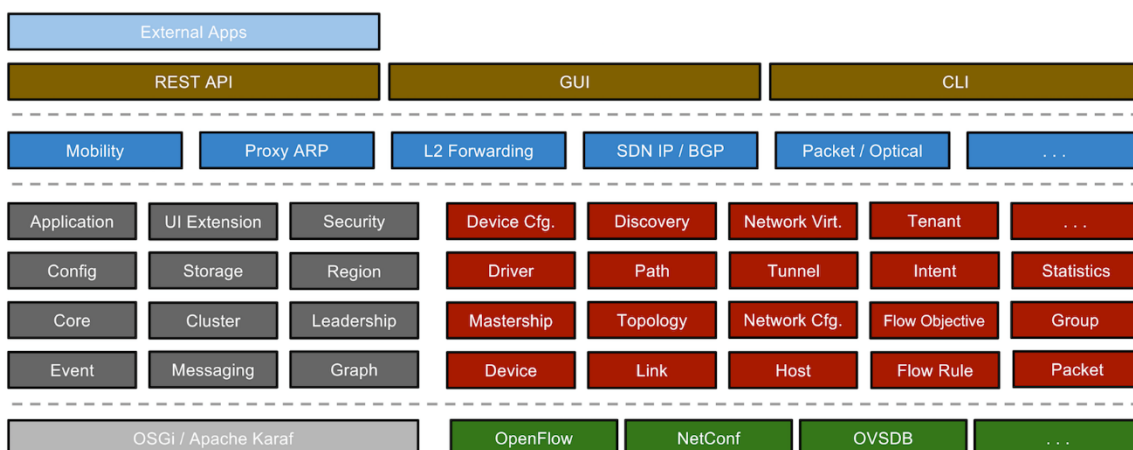 External Apps
REST API GUI CLI
Mobility Proxy ARP L2 Forwarding SDN IP / BGP Packet / Optical . . .
Application UI Extension Security Device Cfg. Discovery Network Virt. Tenant . . .
Config Storage Region Driver Path Tunnel Intent Statistics
Core Cluster Leadership Mastership Topology Network Cfg. Flow Objective Group
Event Messaging Graph Device Link Host Flow Rule Packet
OSGi / Apache Karaf OpenFlow NetConf OVSDB . . .